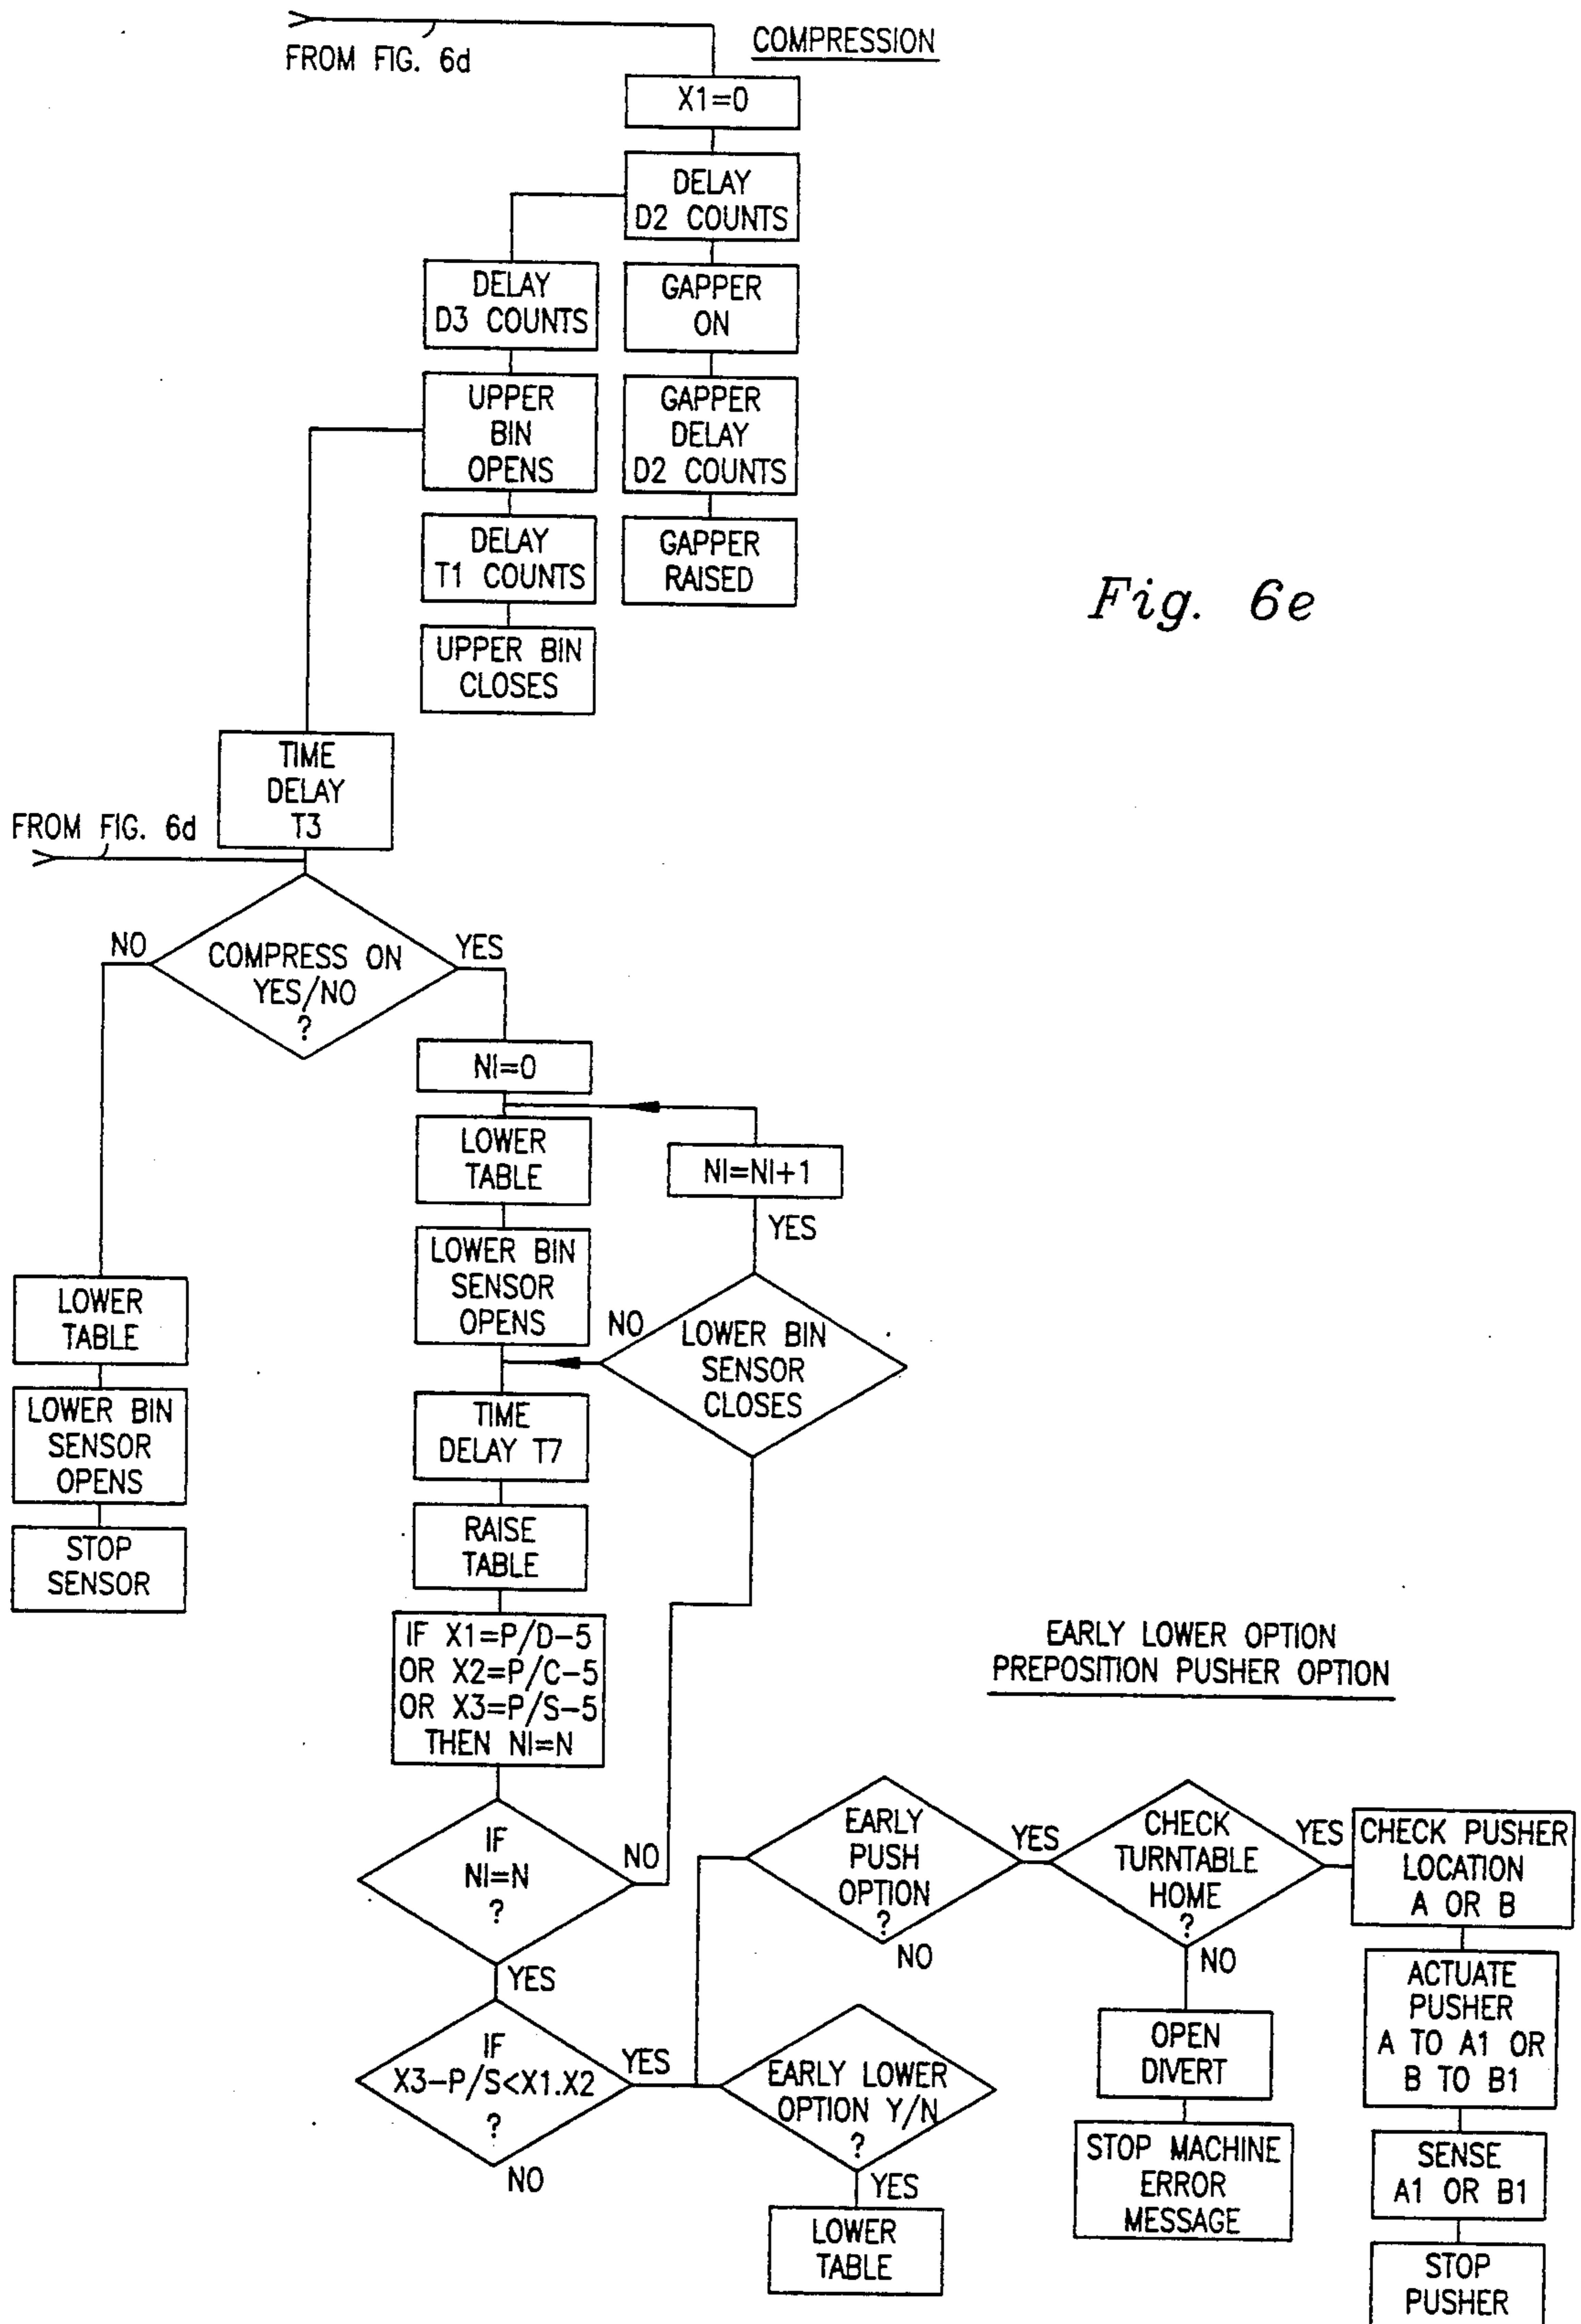 FROM FIG. 6d
COMPRESSION
X1=0
DELAY
D2 COUNTS
DELAY
D3 COUNTS
GAPPER
ON
UPPER
BIN
OPENS
GAPPER
DELAY
D2 COUNTS
DELAY
T1 COUNTS
GAPPER
RAISED
UPPER BIN
CLOSES
Fig. 6e
TIME
DELAY
T3
FROM FIG. 6d
COMPRESS ON
YES/NO
?
NO
YES
NI=0
LOWER
TABLE
NI=NI+1
YES
LOWER BIN
SENSOR
OPENS
LOWER BIN
SENSOR
CLOSES
NO
LOWER
TABLE
LOWER BIN
SENSOR
OPENS
STOP
SENSOR
TIME
DELAY T7
RAISE
TABLE
IF X1=P/D-5
OR X2=P/C-5
OR X3=P/S-5
THEN NI=N
IF
NI=N
?
NO
YES
IF
X3-P/S<X1.X2
?
YES
NO
EARLY LOWER OPTION
PREPOSITION PUSHER OPTION
EARLY
PUSH
OPTION
?
YES
NO
CHECK
TURNTABLE
HOME
?
YES
NO
CHECK PUSHER
LOCATION
A OR B
ACTUATE
PUSHER
A TO A1 OR
B TO B1
SENSE
A1 OR B1
STOP
PUSHER
OPEN
DIVERT
STOP MACHINE
ERROR
MESSAGE
EARLY LOWER
OPTION Y/N
?
YES
LOWER
TABLE